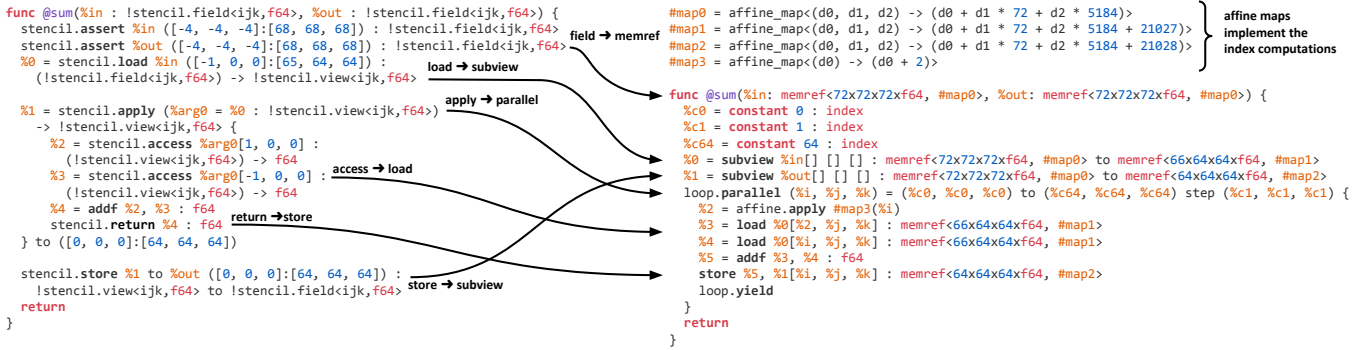 func @sum(%in : !stencil.field<ijk,f64>, %out : !stencil.field<ijk,f64>) {
  stencil.assert %in ([-4, -4, -4]:[68, 68, 68]) : !stencil.field<ijk,f64>
  stencil.assert %out ([-4, -4, -4]:[68, 68, 68]) : !stencil.field<ijk,f64>
  %0 = stencil.load %in ([-1, 0, 0]:[65, 64, 64]) :
    (!stencil.field<ijk,f64>) -> !stencil.view<ijk,f64>
  %1 = stencil.apply (%arg0 = %0 : !stencil.view<ijk,f64>)
    -> !stencil.view<ijk,f64> {
      %2 = stencil.access %arg0[1, 0, 0] :
        (!stencil.view<ijk,f64>) -> f64
      %3 = stencil.access %arg0[-1, 0, 0] :
        (!stencil.view<ijk,f64>) -> f64
      %4 = addf %2, %3 : f64
      stencil.return %4 : f64
  } to ([0, 0, 0]:[64, 64, 64])
  stencil.store %1 to %out ([0, 0, 0]:[64, 64, 64]) :
    !stencil.view<ijk,f64> to !stencil.field<ijk,f64>
  return
}
field ➔ memref
load ➔ subview
apply ➔ parallel
access ➔ load
return ➔store
store ➔ subview
#map0 = affine_map<(d0, d1, d2) -> (d0 + d1 * 72 + d2 * 5184)>
#map1 = affine_map<(d0, d1, d2) -> (d0 + d1 * 72 + d2 * 5184 + 21027)>
#map2 = affine_map<(d0, d1, d2) -> (d0 + d1 * 72 + d2 * 5184 + 21028)>
#map3 = affine_map<(d0) -> (d0 + 2)>
affine maps
implement the
index computations
func @sum(%in: memref<72x72x72xf64, #map0>, %out: memref<72x72x72xf64, #map0>) {
  %c0 = constant 0 : index
  %c1 = constant 1 : index
  %c64 = constant 64 : index
  %0 = subview %in[] [] [] : memref<72x72x72xf64, #map0> to memref<66x64x64xf64, #map1>
  %1 = subview %out[] [] [] : memref<72x72x72xf64, #map0> to memref<64x64x64xf64, #map2>
  loop.parallel (%i, %j, %k) = (%c0, %c0, %c0) to (%c64, %c64, %c64) step (%c1, %c1, %c1) {
    %2 = affine.apply #map3(%i)
    %3 = load %0[%2, %j, %k] : memref<66x64x64xf64, #map1>
    %4 = load %0[%i, %j, %k] : memref<66x64x64xf64, #map1>
    %5 = addf %3, %4 : f64
    store %5, %1[%i, %j, %k] : memref<64x64x64xf64, #map2>
    loop.yield
  }
  return
}